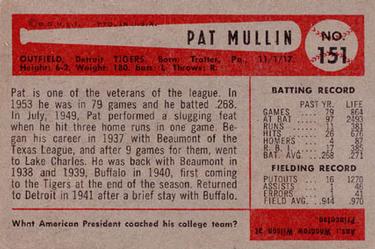 PAT MULLIN
NO. 151
OUTFIELD, Detroit TIGERS. Born: Trotter, Pa., 11/1/17.
Height: 6-2, Weight: 180. Bats: L Throws: R:
Pat is one of the veterans of the league. In
1953 he was in 79 games and he batted .268.
In July, 1949, Pat performed a slugging feat
when he hit three home runs in one game. Be-
gan his career in 1937 with Beaumont of the
Texas League and after 9 games for them, went
to Lake Charles. He was back with Beaumont in
1938 and 1939, Buffalo in 1940, first coming
to the Tigers at the end of the season. Returned
to Detroit in 1941 after a brief stay with Buffalo.
What American President coached his college team?
BATTING RECORD
PAST YR. LIFE
GAMES 79 864
AT BAT 97 2493
RUNS 11 381
HITS 26 676
HOMERS 4 87
R. B. I. 385
BAT. AVG. .268 .271
FIELDING RECORD
PUTOUTS 16 1270
ASSISTS 1 46
ERRORS 1 41
FIELD. AVG. .944 .970
Ans.: Woodrow Wilson at
Princeton